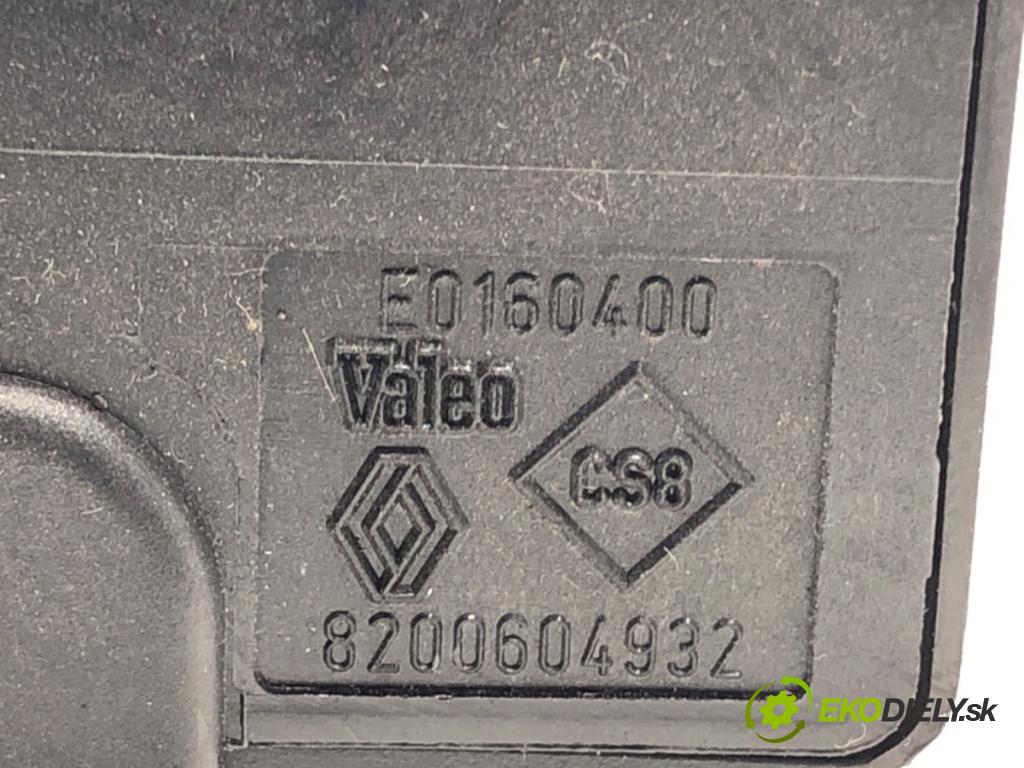 E0160400
Valeo
CS8
8200604932
EKODIELY.sk